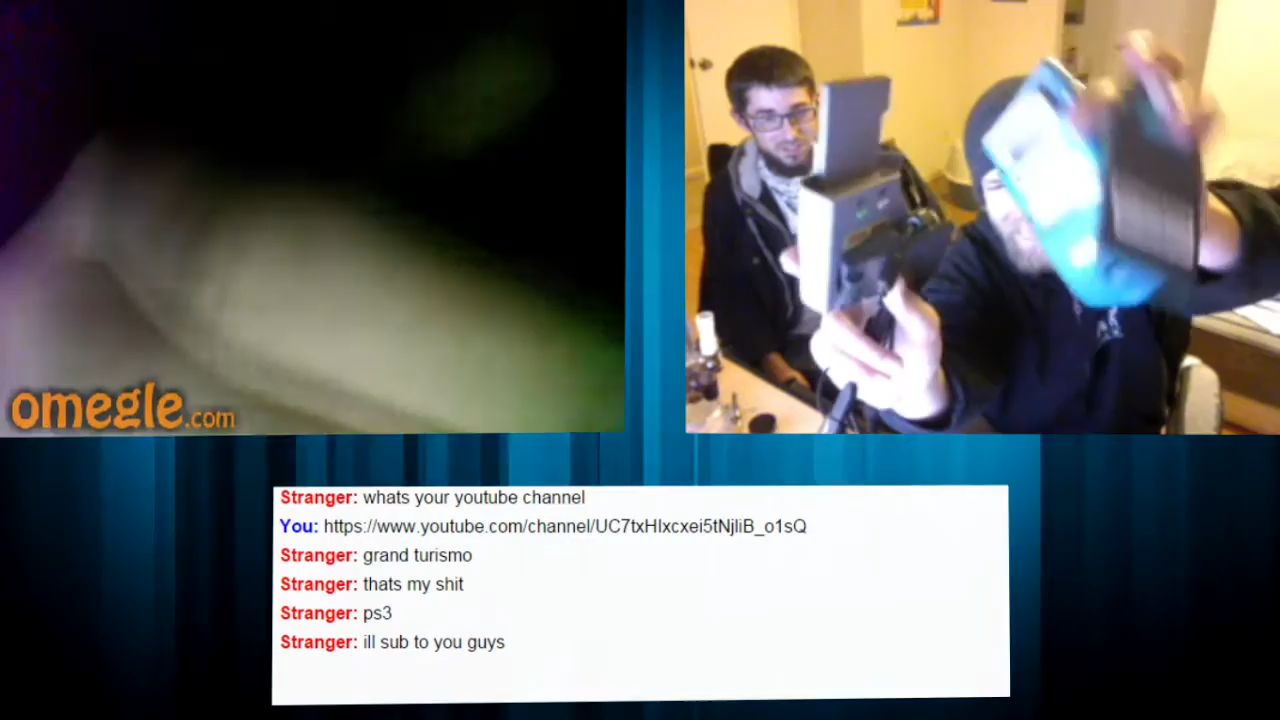 omegle.com
Stranger: whats your youtube channel
You: https://www.youtube.com/channel/UC7txHIxcxei5tNjliB_o1sQ
Stranger: grand turismo
Stranger: thats my shit
Stranger: ps3
Stranger: ill sub to you guys